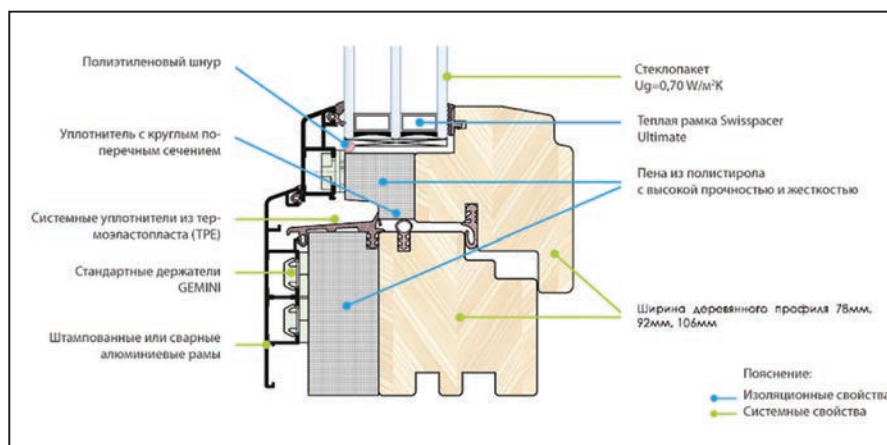 Полиэтиленовый шнур
Уплотнитель с круглым по-
перечным сечением
Системные уплотнители из тер-
моэластопласта (TPE)
Стандартные держатели
GEMINI
Штампованные или сварные
алюминиевые рамы
Стеклопакет
Ug=0,70 W/м²K
Теплая рамка Swisspacer
Ultimate
Пена из полистирола
с высокой прочностью и жесткостью
Ширина деревянного профиля 78мм,
92мм, 106мм
Пояснение:
Изоляционные свойства
Системные свойства